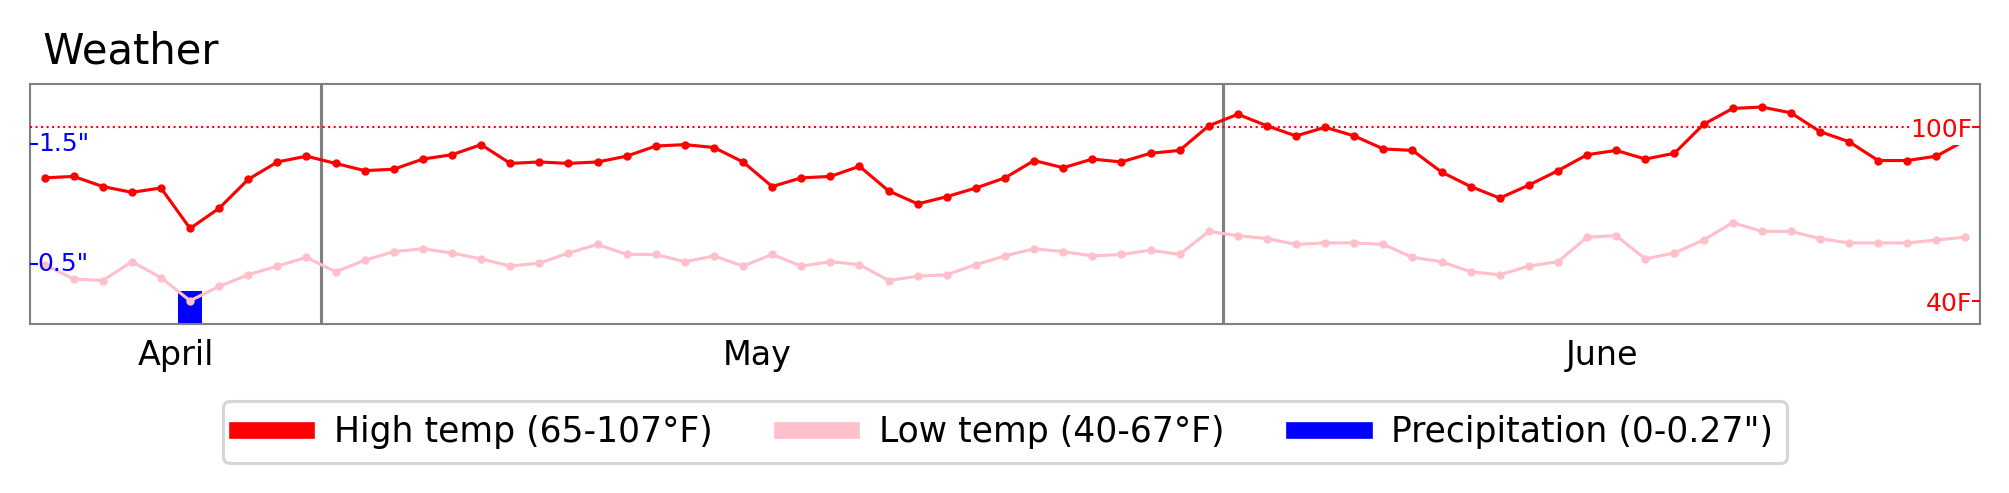 Weather
1.5"
100F
0.5"
40F
April May June
High temp (65-107°F) Low temp (40-67°F) Precipitation (0-0.27")